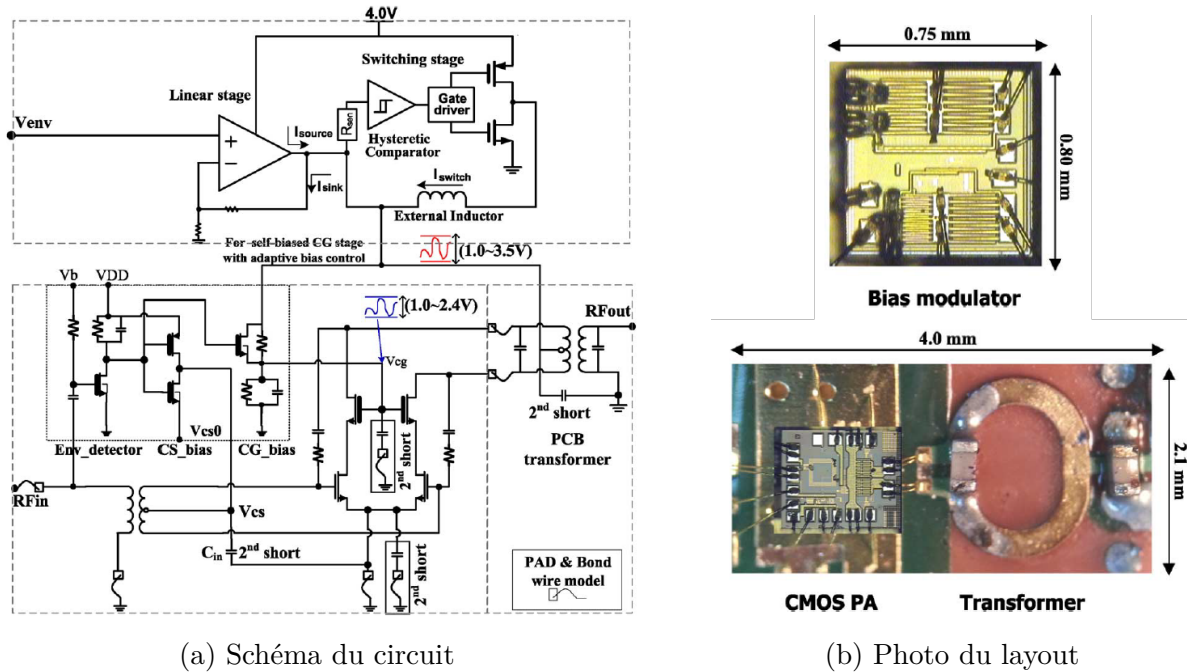 4.0V
Switching stage
Linear stage
Venv
+
−
Isource
Rsen
Gate
driver
Hysteretic
Comparator
Isink
Iswitch
External Inductor
For self-biased CG stage
with adaptive bias control
(1.0~3.5V)
Vb
VDD
(1.0~2.4V)
RFout
Vcg
2nd short
Vcs0
Env_detector
CS_bias
CG_bias
2nd short
PCB
transformer
RFin
Vcs
Cin
2nd short
2nd short
PAD & Bond
wire model
(a) Schéma du circuit
0.75 mm
0.80 mm
Bias modulator
4.0 mm
2.1 mm
CMOS PA
Transformer
(b) Photo du layout